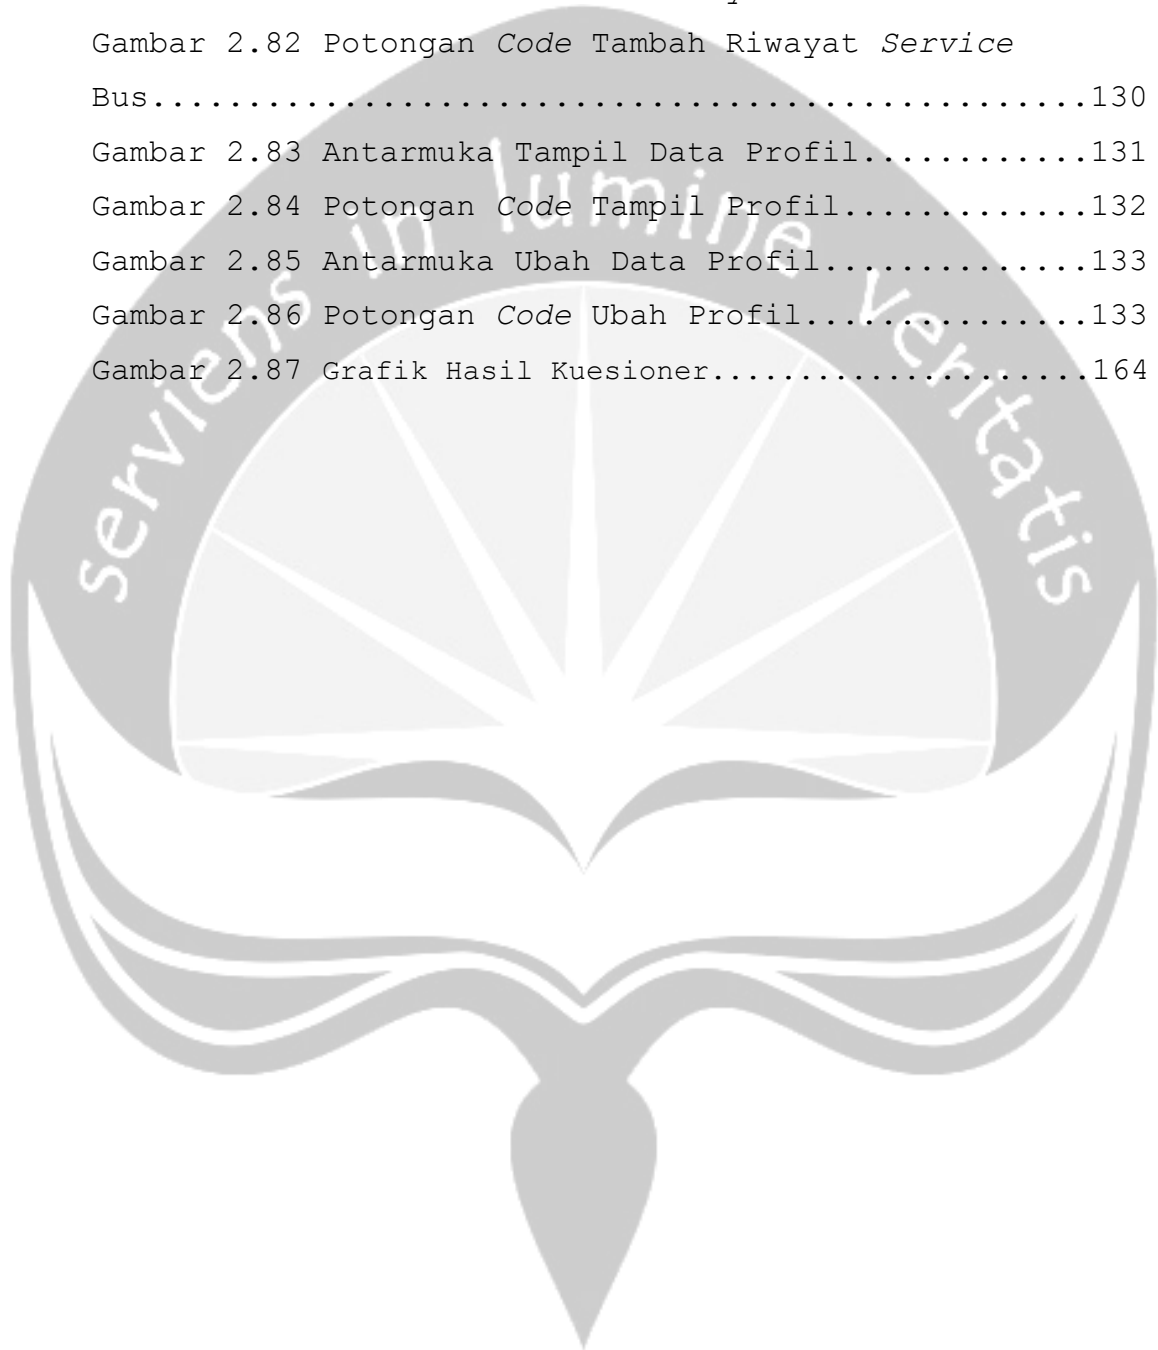 Gambar 2.82 Potongan Code Tambah Riwayat Service
Bus.................................................130
Gambar 2.83 Antarmuka Tampil Data Profil............131
Gambar 2.84 Potongan Code Tampil Profil.............132
Gambar 2.85 Antarmuka Ubah Data Profil..............133
Gambar 2.86 Potongan Code Ubah Profil...............133
Gambar 2.87 Grafik Hasil Kuesioner......................164
serviens in lumine veritatis